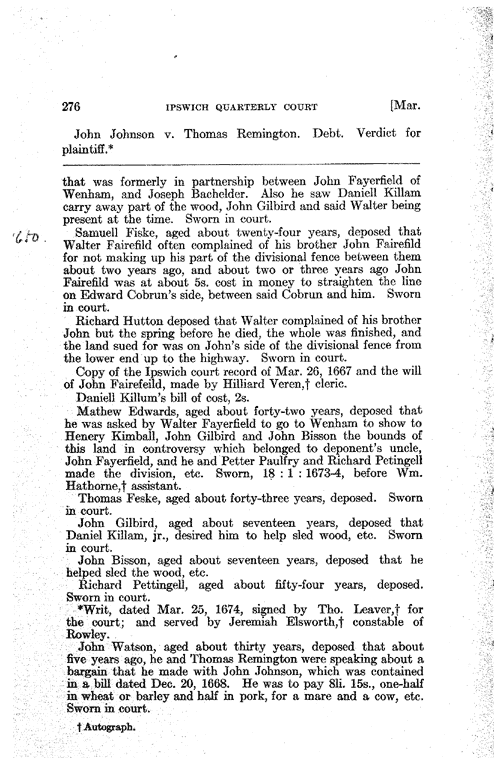 276 IPSWICH QUARTERLY COURT [Mar.
John Johnson v. Thomas Remington. Debt. Verdict for
plaintiff.*
that was formerly in partnership between John Fayerfield of
Wenham, and Joseph Bachelder. Also he saw Daniell Killam
carry away part of the wood, John Gilbird and said Walter being
present at the time. Sworn in court.
Samuell Fiske, aged about twenty-four years, deposed that
Walter Fairefild often complained of his brother John Fairefild
for not making up his part of the divisional fence between them
about two years ago, and about two or three years ago John
Fairefild was at about 5s. cost in money to straighten the line
on Edward Cobrun's side, between said Cobrun and him. Sworn
in court.
Richard Hutton deposed that Walter complained of his brother
John but the spring before he died, the whole was finished, and
the land sued for was on John's side of the divisional fence from
the lower end up to the highway. Sworn in court.
Copy of the Ipswich court record of Mar. 26, 1667 and the will
of John Fairefeild, made by Hilliard Veren,† cleric.
Daniell Killum's bill of cost, 2s.
Mathew Edwards, aged about forty-two years, deposed that
he was asked by Walter Fayerfield to go to Wenham to show to
Henery Kimball, John Gilbird and John Bisson the bounds of
this land in controversy which belonged to deponent's uncle,
John Fayerfield, and he and Petter Paulfry and Richard Petingell
made the division, etc. Sworn, 18 : 1 : 1673-4, before Wm.
Hathorne,† assistant.
Thomas Feske, aged about forty-three years, deposed. Sworn
in court.
John Gilbird, aged about seventeen years, deposed that
Daniel Killam, jr., desired him to help sled wood, etc. Sworn
in court.
John Bisson, aged about seventeen years, deposed that he
helped sled the wood, etc.
Richard Pettingell, aged about fifty-four years, deposed.
Sworn in court.
*Writ, dated Mar. 25, 1674, signed by Tho. Leaver,† for
the court; and served by Jeremiah Elsworth,† constable of
Rowley.
John Watson, aged about thirty years, deposed that about
five years ago, he and Thomas Remington were speaking about a
bargain that he made with John Johnson, which was contained
in a bill dated Dec. 20, 1668. He was to pay 8li. 15s., one-half
in wheat or barley and half in pork, for a mare and a cow, etc.
Sworn in court.
† Autograph.